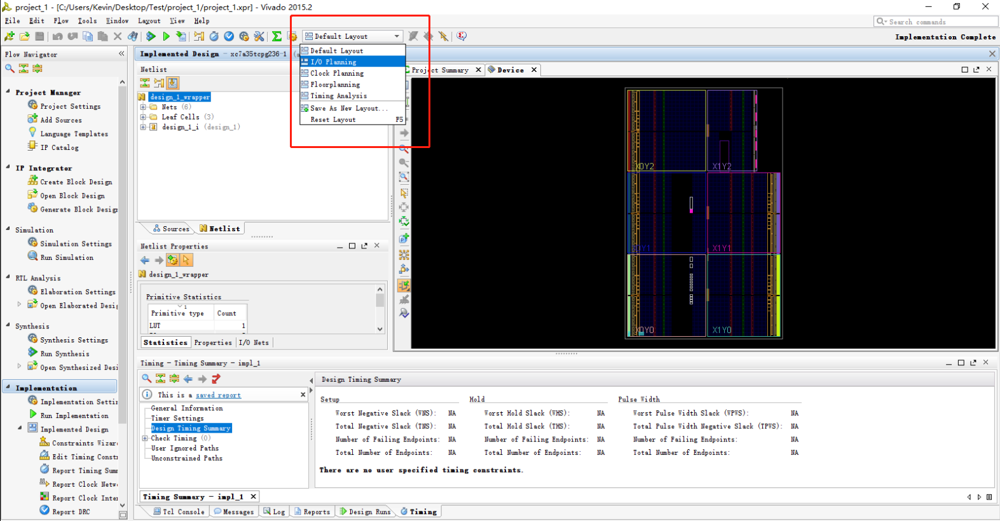 project_1 - [C:/Users/Kevin/Desktop/Test/project_1/project_1.xpr] - Vivado 2015.2
File Edit Flow Tools Window Layout View Help
Search commands
Default Layout
Implementation Complete
Default Layout
I/O Planning
Clock Planning
Floorplanning
Timing Analysis
Save As New Layout...
Reset Layout F5
Flow Navigator
Project Manager
Project Settings
Add Sources
Language Templates
IP Catalog
IP Integrator
Create Block Design
Open Block Design
Generate Block Desig
Simulation
Simulation Settings
Run Simulation
RTL Analysis
Elaboration Settings
Open Elaborated Desig
Synthesis
Synthesis Settings
Run Synthesis
Open Synthesized Desi
Implementation
Implementation Settin
Run Implementation
Implemented Design
Constraints Wizar
Edit Timing Const
Report Timing Summ
Report Clock Netw
Report Clock Inter
Report DRC
Implemented Design - xc7a35tcpg236-1
Netlist
design_1_wrapper
Nets (6)
Leaf Cells (3)
design_1_i (design_1)
Sources Netlist
Netlist Properties
design_1_wrapper
Primitive Statistics
1
Primitive type Count
LUT 1
Statistics Properties I/O Nets
Project Summary Device
X0Y2 X1Y2
X0Y1 X1Y1
X0Y0 X1Y0
Timing - Timing Summary - impl_1
This is a saved report
General Information
Timer Settings
Design Timing Summary
Check Timing (0)
User Ignored Paths
Unconstrained Paths
Design Timing Summary
Setup Hold Pulse Width
Worst Negative Slack (WNS): NA Worst Hold Slack (WHS): NA Worst Pulse Width Slack (WPWS): NA
Total Negative Slack (TNS): NA Total Hold Slack (THS): NA Total Pulse Width Negative Slack (TPWS): NA
Number of Failing Endpoints: NA Number of Failing Endpoints: NA Number of Failing Endpoints: NA
Total Number of Endpoints: NA Total Number of Endpoints: NA Total Number of Endpoints: NA
There are no user specified timing constraints.
Timing Summary - impl_1
Tcl Console Messages Log Reports Design Runs Timing